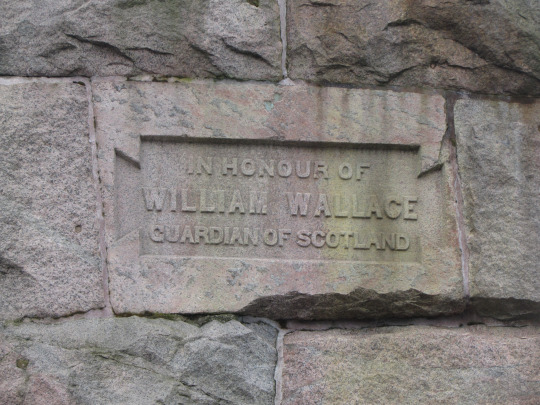 IN HONOUR OF
WILLIAM WALLACE
GUARDIAN OF SCOTLAND